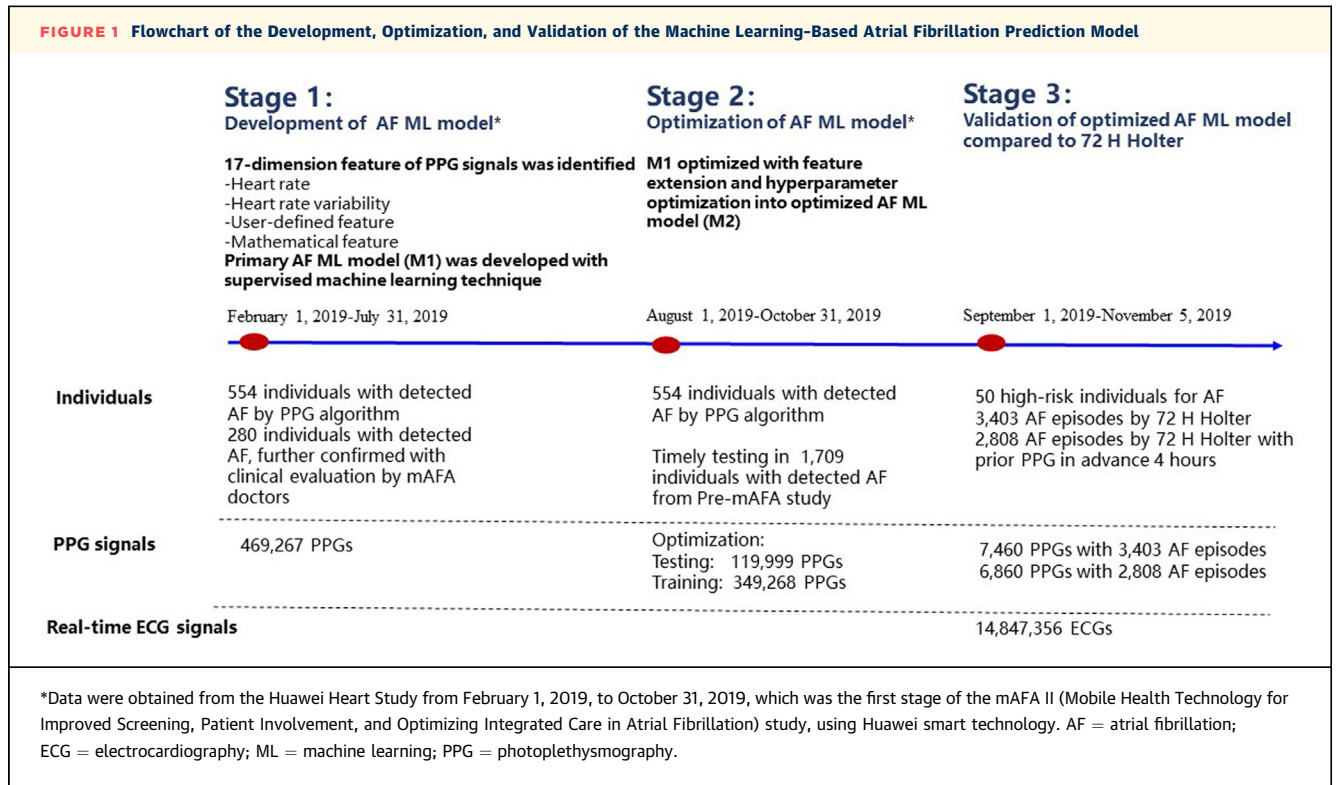 FIGURE 1 Flowchart of the Development, Optimization, and Validation of the Machine Learning–Based Atrial Fibrillation Prediction Model
Stage 1:
Development of AF ML model*
17-dimension feature of PPG signals was identified
-Heart rate
-Heart rate variability
-User-defined feature
-Mathematical feature
Primary AF ML model (M1) was developed with
supervised machine learning technique
February 1, 2019-July 31, 2019
Stage 2:
Optimization of AF ML model*
M1 optimized with feature
extension and hyperparameter
optimization into optimized AF ML
model (M2)
August 1, 2019-October 31, 2019
Stage 3:
Validation of optimized AF ML model
compared to 72 H Holter
September 1, 2019-November 5, 2019
Individuals
554 individuals with detected
AF by PPG algorithm
280 individuals with detected
AF, further confirmed with
clinical evaluation by mAFA
doctors
554 individuals with detected
AF by PPG algorithm
Timely testing in 1,709
individuals with detected AF
from Pre-mAFA study
50 high-risk individuals for AF
3,403 AF episodes by 72 H Holter
2,808 AF episodes by 72 H Holter with
prior PPG in advance 4 hours
PPG signals
469,267 PPGs
Optimization:
Testing: 119,999 PPGs
Training: 349,268 PPGs
7,460 PPGs with 3,403 AF episodes
6,860 PPGs with 2,808 AF episodes
Real-time ECG signals
14,847,356 ECGs
*Data were obtained from the Huawei Heart Study from February 1, 2019, to October 31, 2019, which was the first stage of the mAFA II (Mobile Health Technology for
Improved Screening, Patient Involvement, and Optimizing Integrated Care in Atrial Fibrillation) study, using Huawei smart technology. AF = atrial fibrillation;
ECG = electrocardiography; ML = machine learning; PPG = photoplethysmography.